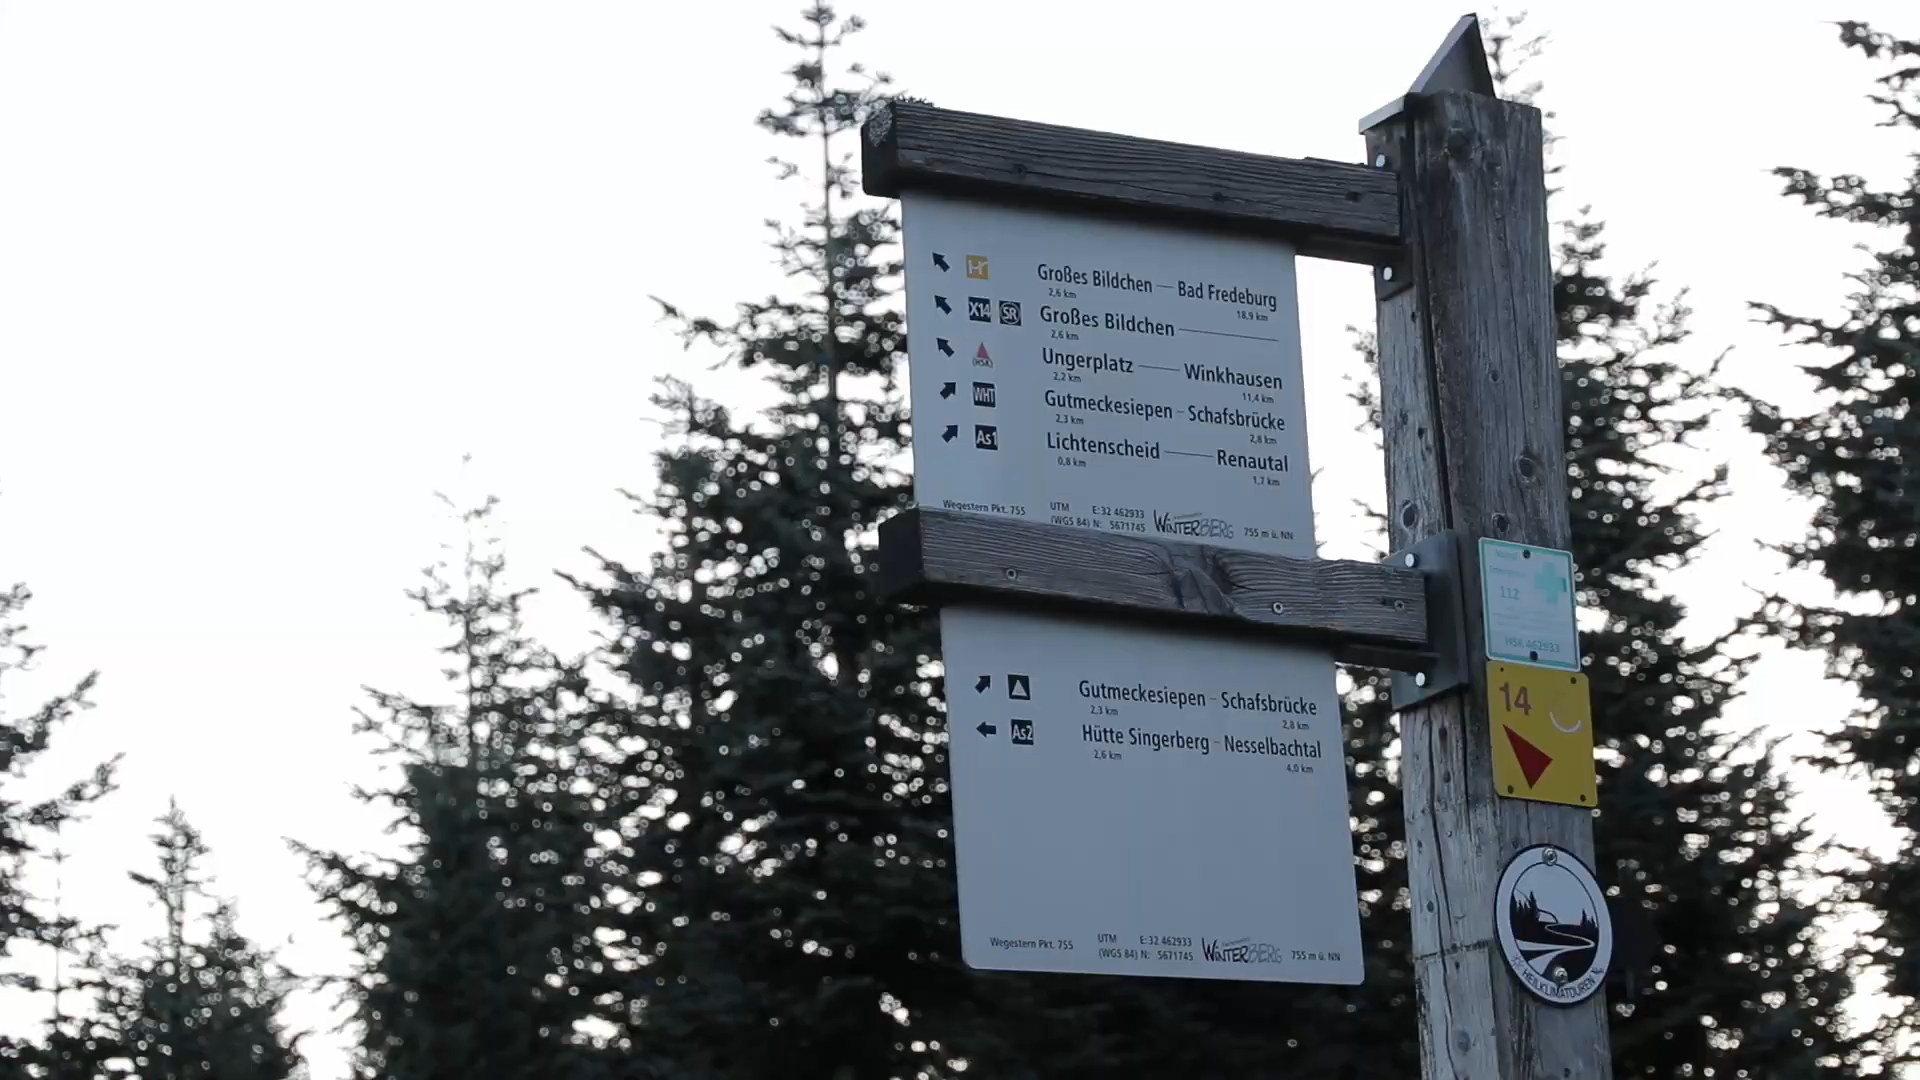 Großes Bildchen — Bad Fredeburg
2,6 km 18,9 km
X14 SR Großes Bildchen
2,6 km
(HSK) Ungerplatz — Winkhausen
2,2 km 11,4 km
WHT Gutmeckesiepen - Schafsbrücke
2,3 km 2,8 km
As1 Lichtenscheid — Renautal
0,8 km 1,7 km
Wegestern Pkt. 755 UTM E:32 462933 WINTERBERG 755 m ü. NN
(WGS 84) N: 5671745
Gutmeckesiepen - Schafsbrücke
2,3 km 2,8 km
As2 Hütte Singerberg - Nesselbachtal
2,6 km 4,0 km
Wegestern Pkt. 755 UTM E:32 462933 WINTERBERG 755 m ü. NN
(WGS 84) N: 5671745
112
HSK 462933
14
HEILKLIMATOUREN